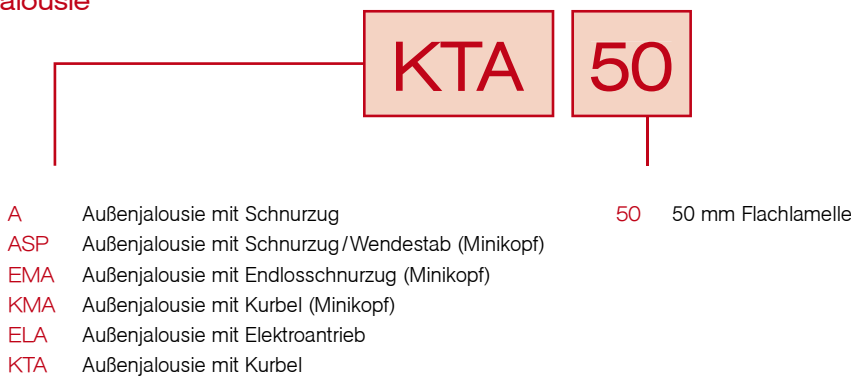 KTA 50
A Außenjalousie mit Schnurzug
ASP Außenjalousie mit Schnurzug/Wendestab (Minikopf)
EMA Außenjalousie mit Endlosschnurzug (Minikopf)
KMA Außenjalousie mit Kurbel (Minikopf)
ELA Außenjalousie mit Elektroantrieb
KTA Außenjalousie mit Kurbel
50 50 mm Flachlamelle